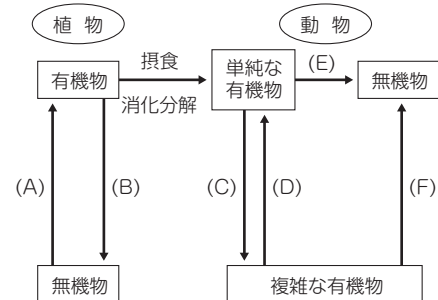 植物
動物
有機物
摂食
消化分解
単純な
有機物
(E)
無機物
(A)
(B)
(C)
(D)
(F)
無機物
複雑な有機物